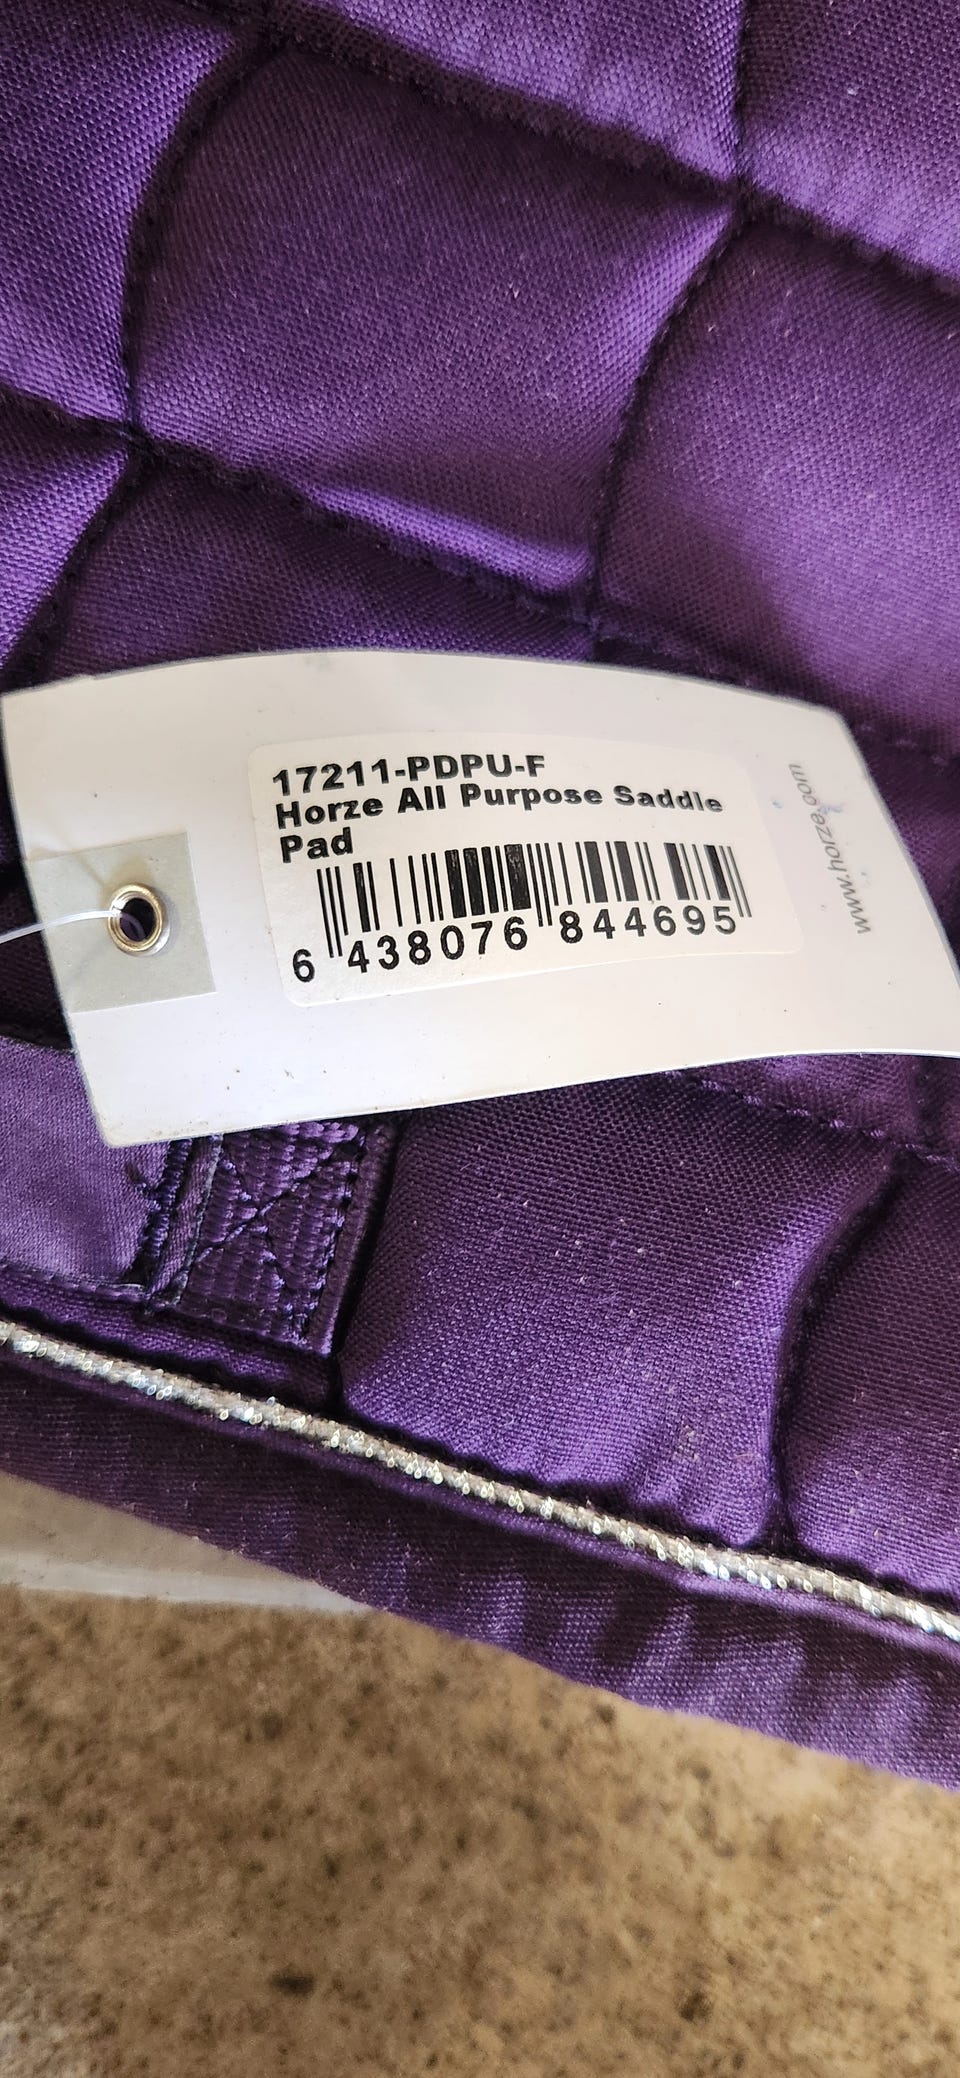 17211-PDPU-F
Horze All Purpose Saddle
Pad
6 438076 844695
www.horze.com